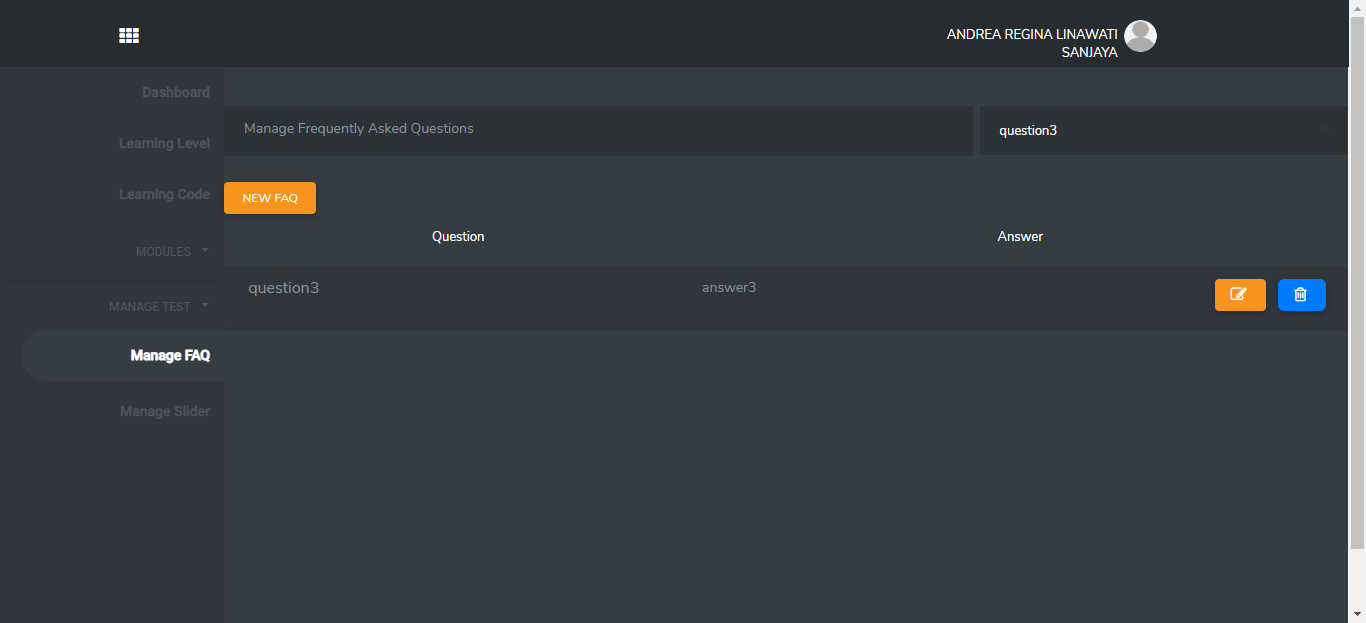 ANDREA REGINA LINAWATI
SANJAYA
Dashboard
Learning Level
Learning Code
MODULES
MANAGE TEST
Manage FAQ
Manage Slider
Manage Frequently Asked Questions
question3
NEW FAQ
Question Answer
question3 answer3